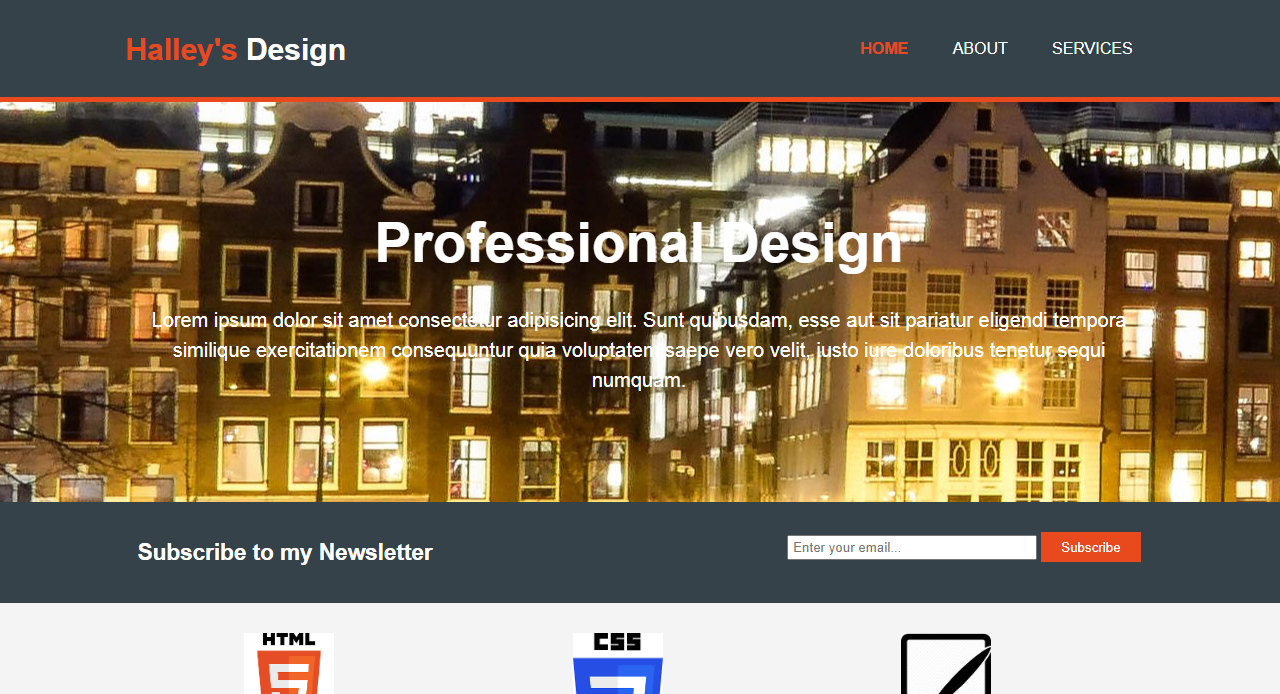 Halley's Design
HOME ABOUT SERVICES
Professional Design
Lorem ipsum dolor sit amet consectetur adipisicing elit. Sunt quibusdam, esse aut sit pariatur eligendi tempora
similique exercitationem consequuntur quia voluptatem saepe vero velit, iusto iure doloribus tenetur sequi
numquam.
Subscribe to my Newsletter
Enter your email...
Subscribe
HTML
5
CSS